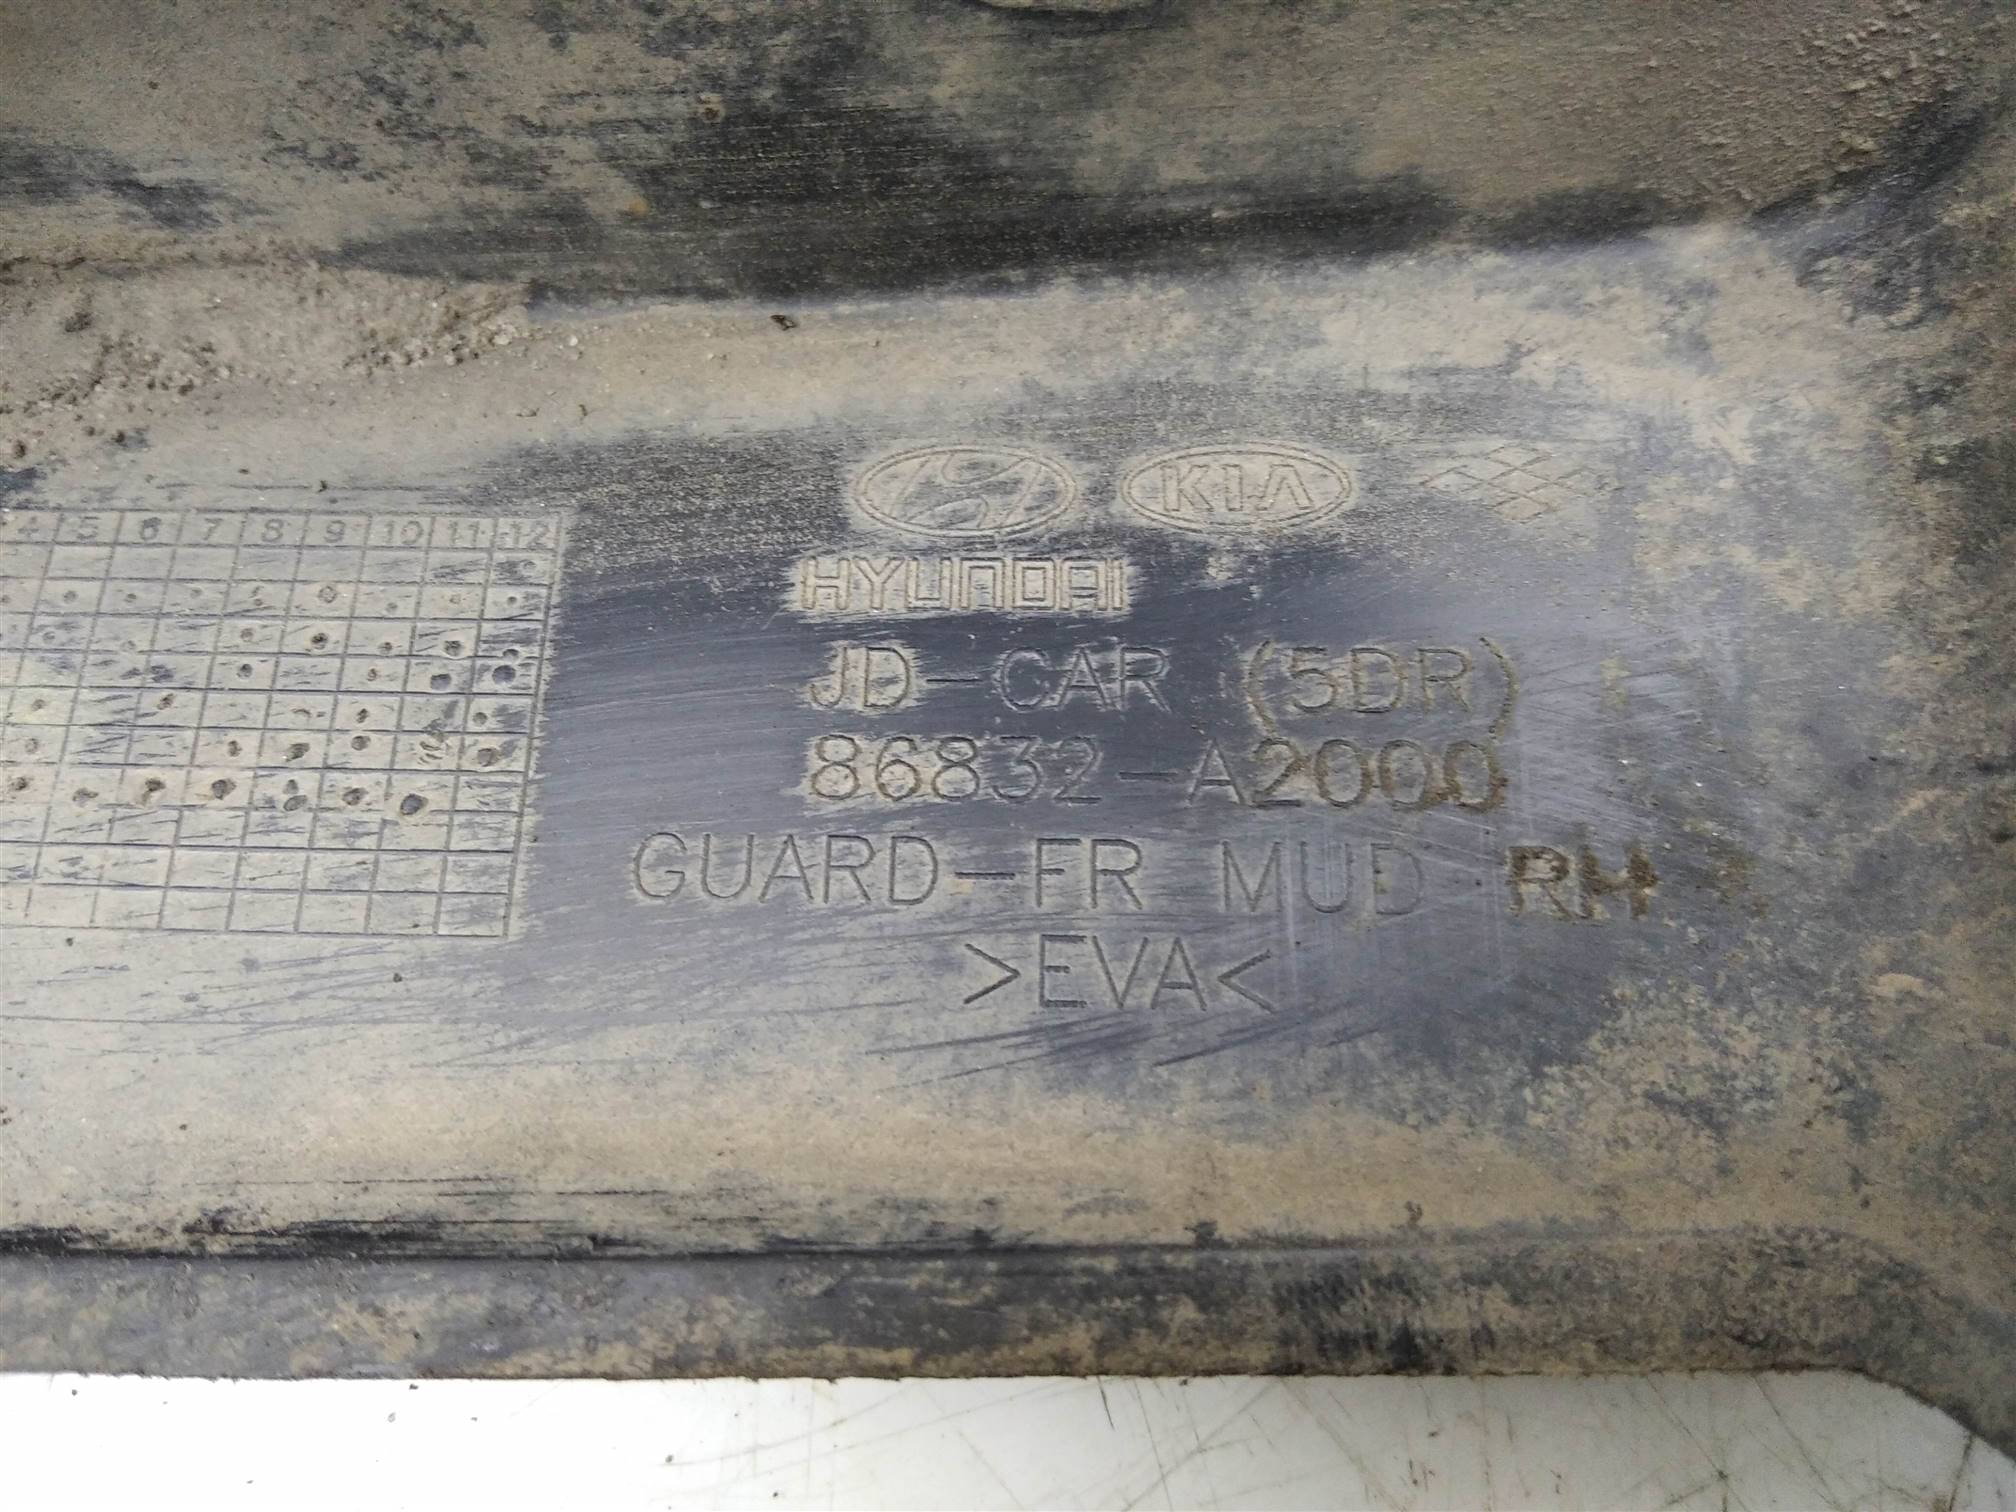 KIA
4 5 6 7 8 9 10 11 12
HYUNDAI
JD-CAR (5DR)
86832-A2000
GUARD-FR MUD RH
>EVA<